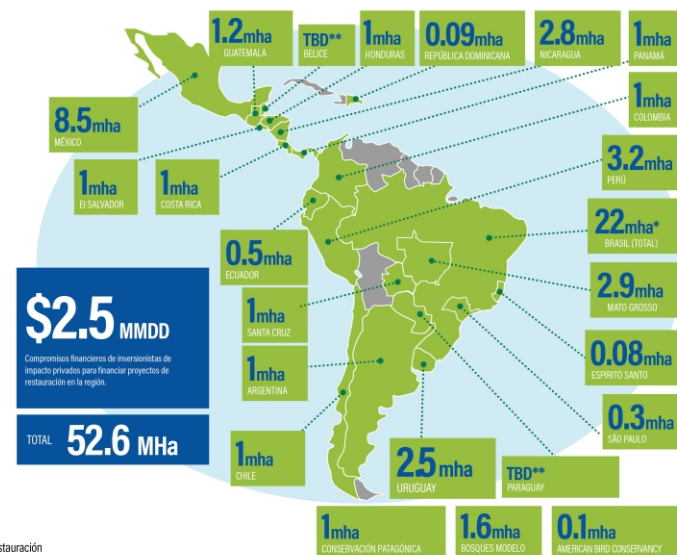 1.2mha
GUATEMALA
TBD**
BELICE
1mha
HONDURAS
0.09mha
REPÚBLICA DOMINICANA
2.8mha
NICARAGUA
1mha
PANAMÁ
8.5mha
MÉXICO
1mha
COLOMBIA
1mha
El SALVADOR
1mha
COSTA RICA
3.2mha
PERÚ
22mha*
BRASIL (TOTAL)
0.5mha
ECUADOR
2.9mha
MATO GROSSO
$2.5 MMDD
Compromisos financieros de inversionistas de
impacto privados para financiar proyectos de
restauración en la región.
1mha
SANTA CRUZ
1mha
ARGENTINA
0.08mha
ESPÍRITO SANTO
0.3mha
SÃO PAULO
TOTAL 52.6 MHa
1mha
CHILE
2.5mha
URUGUAY
TBD**
PARAGUAY
1mha
CONSERVACIÓN PATAGÓNICA
1.6mha
BOSQUES MODELO
0.1mha
AMERICAN BIRD CONSERVANCY
stauración